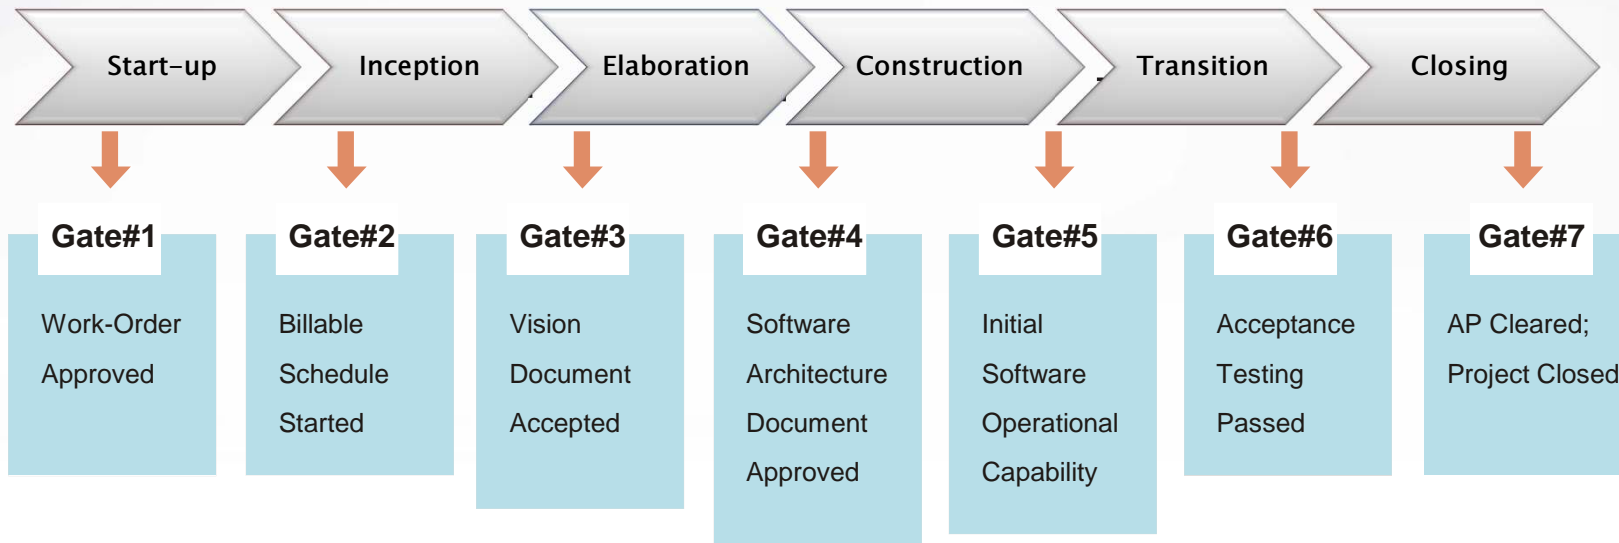 Start-up
Inception
Elaboration
Construction
Transition
Closing
Gate#1
Work-Order
Approved
Gate#2
Billable
Schedule
Started
Gate#3
Vision
Document
Accepted
Gate#4
Software
Architecture
Document
Approved
Gate#5
Initial
Software
Operational
Capability
Gate#6
Acceptance
Testing
Passed
Gate#7
AP Cleared;
Project Closed